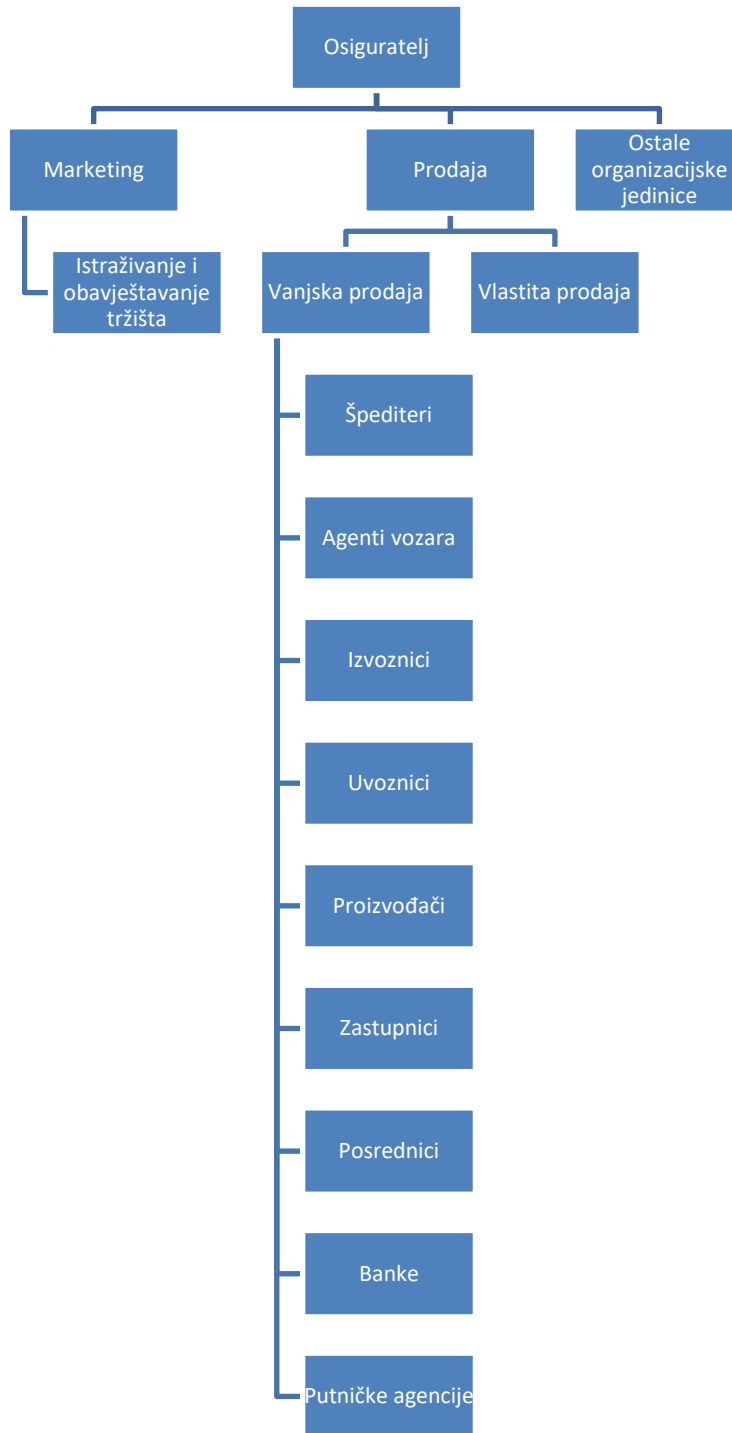 Osiguratelj
Marketing
Prodaja
Ostale
organizacijske
jedinice
Istraživanje i
obavještavanje
tržišta
Vanjska prodaja
Vlastita prodaja
Špediteri
Agenti vozara
Izvoznici
Uvoznici
Proizvođači
Zastupnici
Posrednici
Banke
Putničke agencije